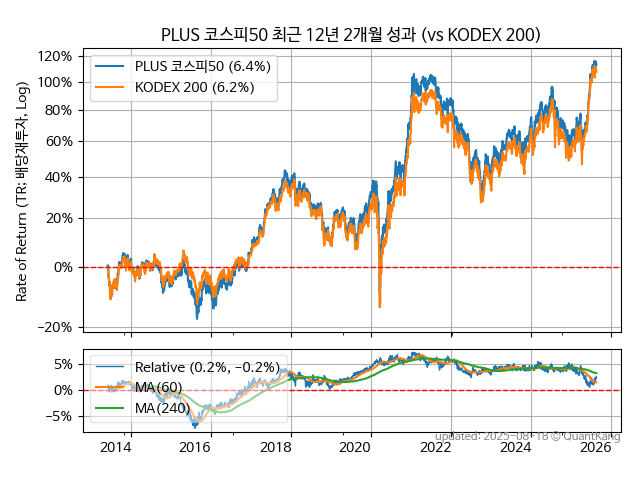 PLUS 코스피50 최근 12년 2개월 성과 (vs KODEX 200)
120%
100%
80%
60%
40%
20%
0%
−20%
Rate of Return (TR: 배당재투자, Log)
PLUS 코스피50 (6.4%)
KODEX 200 (6.2%)
5%
0%
−5%
Relative (0.2%, −0.2%)
MA(60)
MA(240)
2014
2016
2018
2020
2022
2024
2026
updated: 2025-08-18 © QuantKang